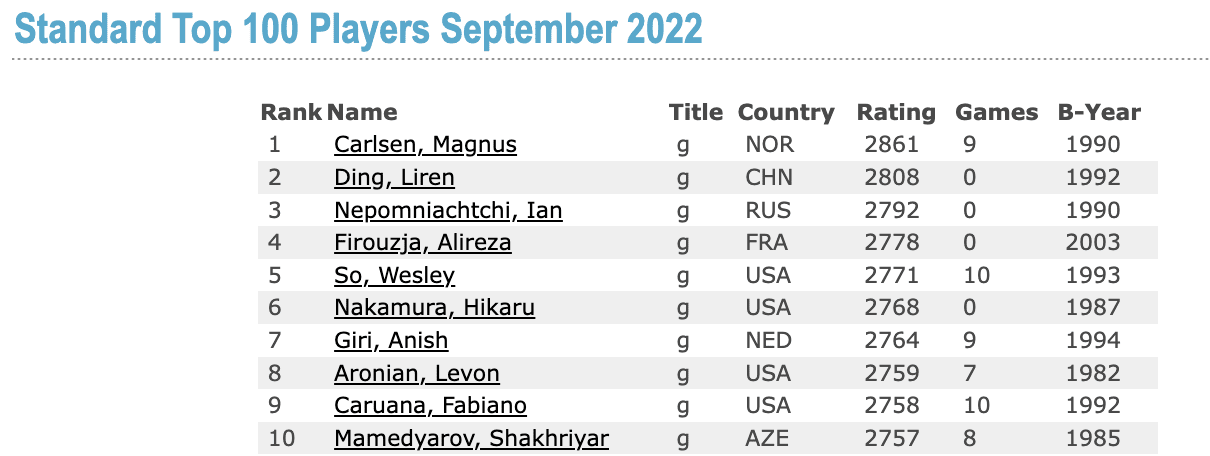 Standard Top 100 Players September 2022
Rank Name Title Country Rating Games B-Year
1 Carlsen, Magnus g NOR 2861 9 1990
2 Ding, Liren g CHN 2808 0 1992
3 Nepomniachtchi, Ian g RUS 2792 0 1990
4 Firouzja, Alireza g FRA 2778 0 2003
5 So, Wesley g USA 2771 10 1993
6 Nakamura, Hikaru g USA 2768 0 1987
7 Giri, Anish g NED 2764 9 1994
8 Aronian, Levon g USA 2759 7 1982
9 Caruana, Fabiano g USA 2758 10 1992
10 Mamedyarov, Shakhriyar g AZE 2757 8 1985